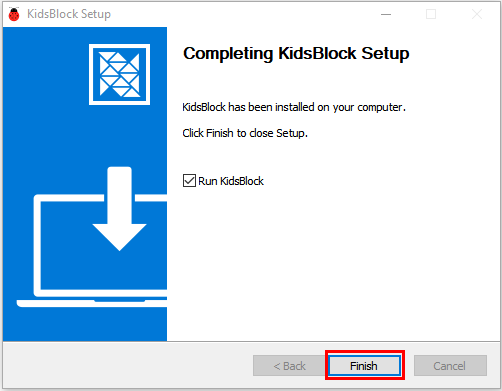 KidsBlock Setup
Completing KidsBlock Setup
KidsBlock has been installed on your computer.
Click Finish to close Setup.
Run KidsBlock
< Back
Finish
Cancel